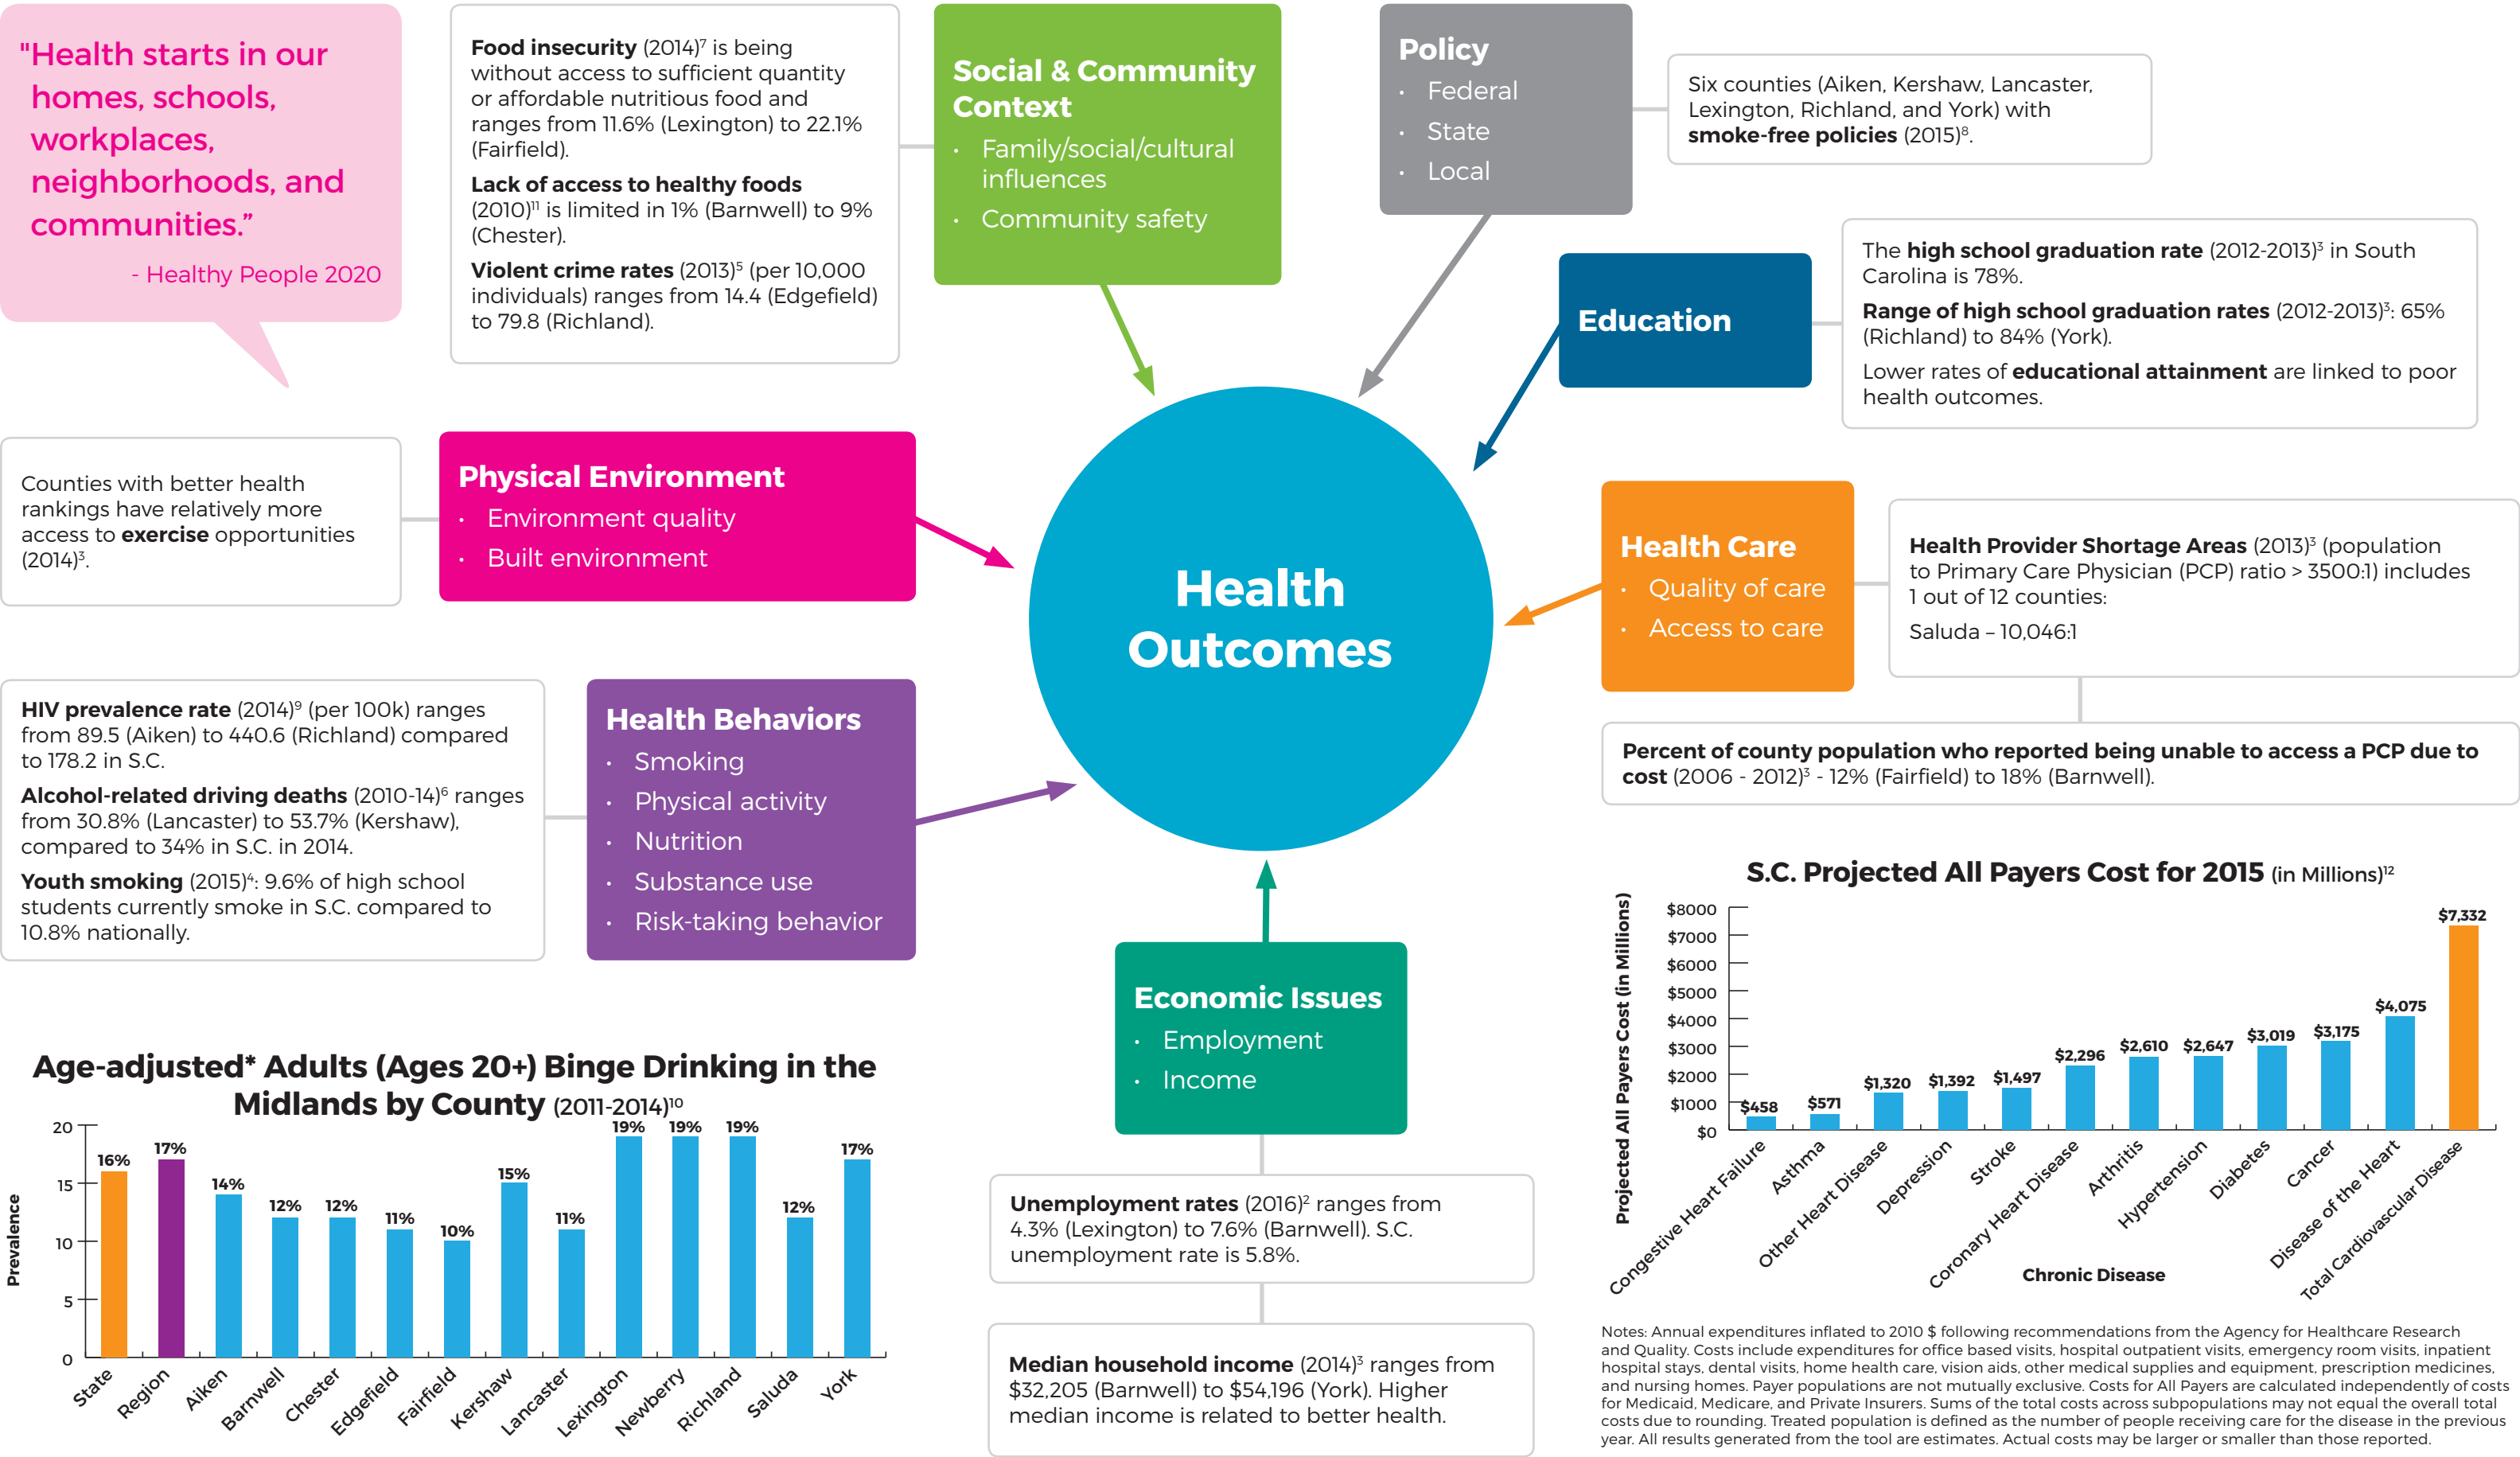 "Health starts in our
homes, schools,
workplaces,
neighborhoods, and
communities.”
- Healthy People 2020
Food insecurity (2014)⁷ is being
without access to sufficient quantity
or affordable nutritious food and
ranges from 11.6% (Lexington) to 22.1%
(Fairfield).
Lack of access to healthy foods
(2010)¹¹ is limited in 1% (Barnwell) to 9%
(Chester).
Violent crime rates (2013)⁵ (per 10,000
individuals) ranges from 14.4 (Edgefield)
to 79.8 (Richland).
Social & Community
Context
• Family/social/cultural
influences
• Community safety
Policy
• Federal
• State
• Local
Six counties (Aiken, Kershaw, Lancaster,
Lexington, Richland, and York) with
smoke-free policies (2015)⁸.
Education
The high school graduation rate (2012-2013)³ in South
Carolina is 78%.
Range of high school graduation rates (2012-2013)³: 65%
(Richland) to 84% (York).
Lower rates of educational attainment are linked to poor
health outcomes.
Counties with better health
rankings have relatively more
access to exercise opportunities
(2014)³.
Physical Environment
• Environment quality
• Built environment
Health
Outcomes
Health Care
• Quality of care
• Access to care
Health Provider Shortage Areas (2013)³ (population
to Primary Care Physician (PCP) ratio > 3500:1) includes
1 out of 12 counties:
Saluda – 10,046:1
Percent of county population who reported being unable to access a PCP due to
cost (2006 - 2012)³ - 12% (Fairfield) to 18% (Barnwell).
HIV prevalence rate (2014)⁹ (per 100k) ranges
from 89.5 (Aiken) to 440.6 (Richland) compared
to 178.2 in S.C.
Alcohol-related driving deaths (2010-14)⁶ ranges
from 30.8% (Lancaster) to 53.7% (Kershaw),
compared to 34% in S.C. in 2014.
Youth smoking (2015)⁴: 9.6% of high school
students currently smoke in S.C. compared to
10.8% nationally.
Health Behaviors
• Smoking
• Physical activity
• Nutrition
• Substance use
• Risk-taking behavior
Economic Issues
• Employment
• Income
Unemployment rates (2016)² ranges from
4.3% (Lexington) to 7.6% (Barnwell). S.C.
unemployment rate is 5.8%.
Median household income (2014)³ ranges from
$32,205 (Barnwell) to $54,196 (York). Higher
median income is related to better health.
Age-adjusted* Adults (Ages 20+) Binge Drinking in the
Midlands by County (2011-2014)¹⁰
Prevalence
20
15
10
5
0
16%
17%
14%
12%
12%
11%
10%
15%
11%
19%
19%
19%
12%
17%
State
Region
Aiken
Barnwell
Chester
Edgefield
Fairfield
Kershaw
Lancaster
Lexington
Newberry
Richland
Saluda
York
S.C. Projected All Payers Cost for 2015 (in Millions)¹²
Projected All Payers Cost (in Millions)
$8000
$7000
$6000
$5000
$4000
$3000
$2000
$1000
$0
$458
$571
$1,320
$1,392
$1,497
$2,296
$2,610
$2,647
$3,019
$3,175
$4,075
$7,332
Congestive Heart Failure
Asthma
Other Heart Disease
Depression
Stroke
Coronary Heart Disease
Arthritis
Hypertension
Diabetes
Cancer
Disease of the Heart
Total Cardiovascular Disease
Chronic Disease
Notes: Annual expenditures inflated to 2010 $ following recommendations from the Agency for Healthcare Research
and Quality. Costs include expenditures for office based visits, hospital outpatient visits, emergency room visits, inpatient
hospital stays, dental visits, home health care, vision aids, other medical supplies and equipment, prescription medicines,
and nursing homes. Payer populations are not mutually exclusive. Costs for All Payers are calculated independently of costs
for Medicaid, Medicare, and Private Insurers. Sums of the total costs across subpopulations may not equal the overall total
costs due to rounding. Treated population is defined as the number of people receiving care for the disease in the previous
year. All results generated from the tool are estimates. Actual costs may be larger or smaller than those reported.